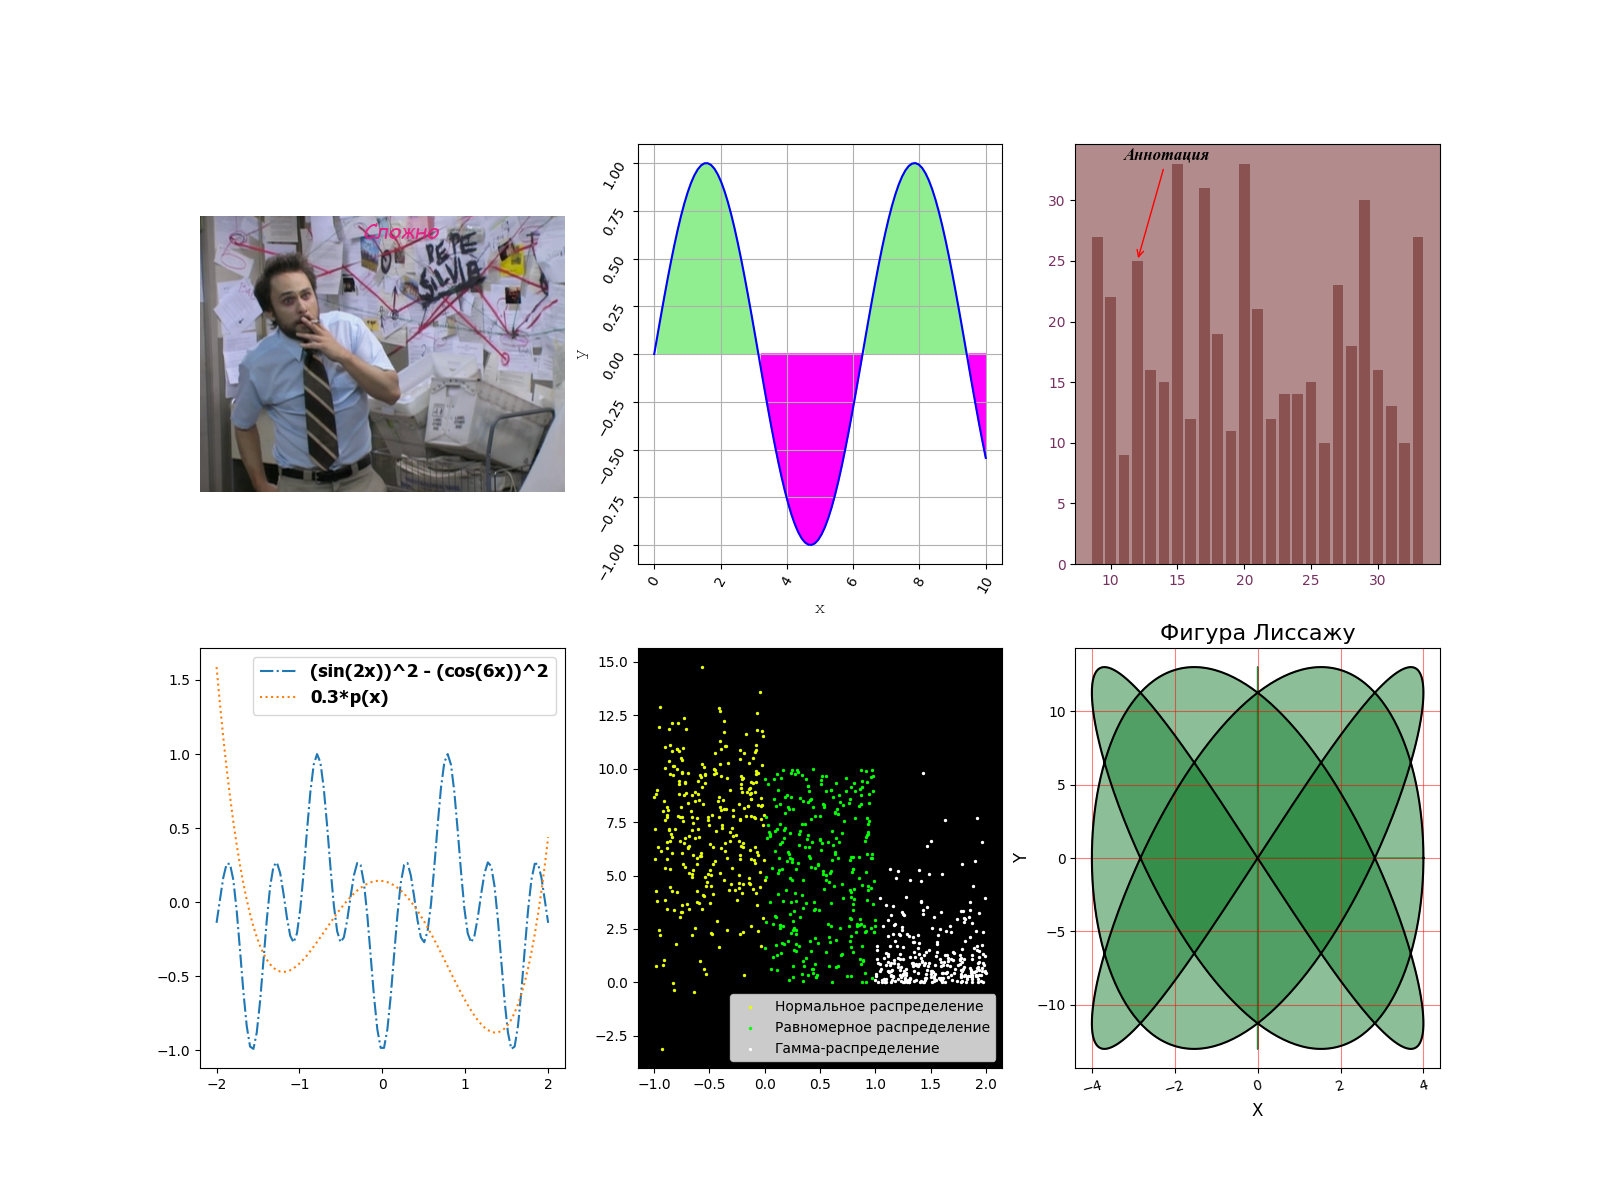 Сложно
PEPE
SILVIA
1.00
0.75
0.50
0.25
0.00
−0.25
−0.50
−0.75
−1.00
y
0 2 4 6 8 10
x
Аннотация
30
25
20
15
10
5
0
10 15 20 25 30
(sin(2x))^2 - (cos(6x))^2
0.3*p(x)
1.5
1.0
0.5
0.0
−0.5
−1.0
−2 −1 0 1 2
15.0
12.5
10.0
7.5
5.0
2.5
0.0
−2.5
Нормальное распределение
Равномерное распределение
Гамма-распределение
−1.0 −0.5 0.0 0.5 1.0 1.5 2.0
Фигура Лиссажу
10
5
0
−5
−10
Y
−4 −2 0 2 4
X